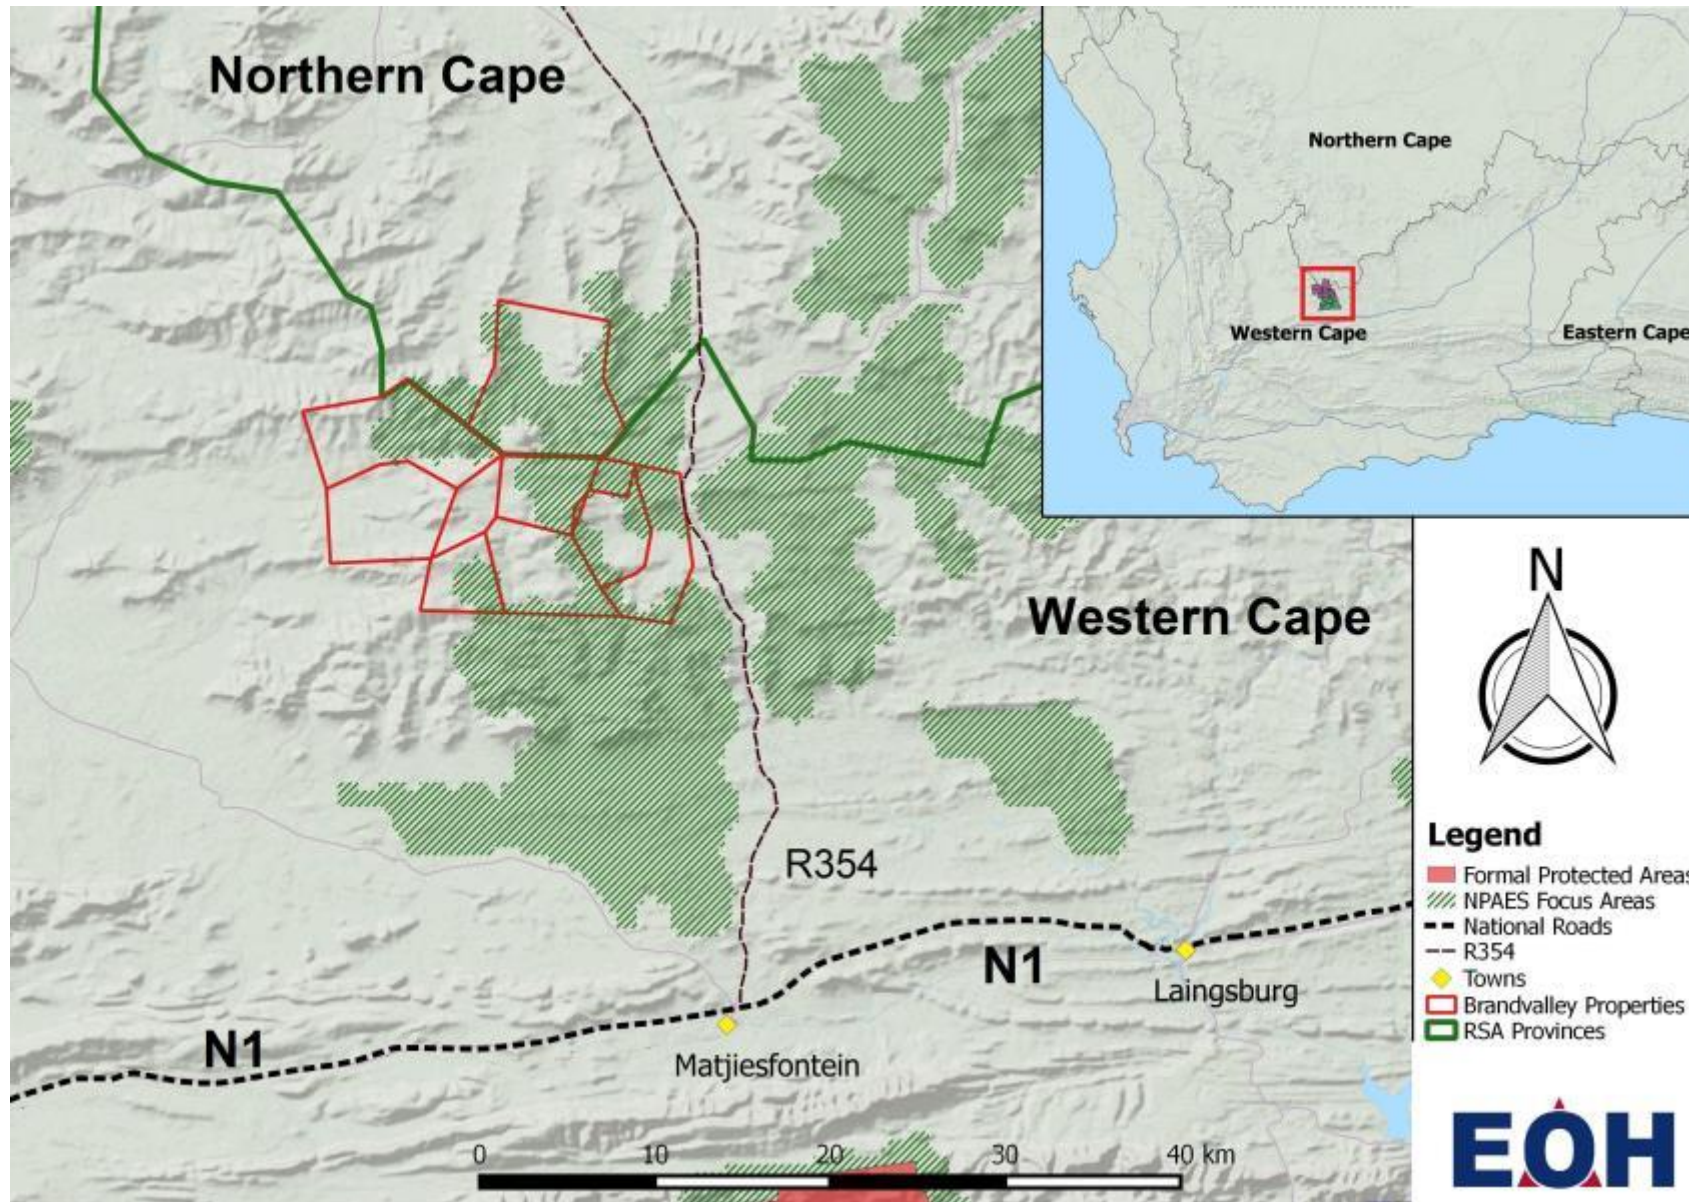 Northern Cape
Northern Cape
Western Cape
Eastern Cape
Western Cape
N
R354
Legend
Formal Protected Areas
NPAES Focus Areas
National Roads
R354
Towns
Brandvalley Properties
RSA Provinces
N1
Laingsburg
N1
Matjiesfontein
0 10 20 30 40 km
EOH